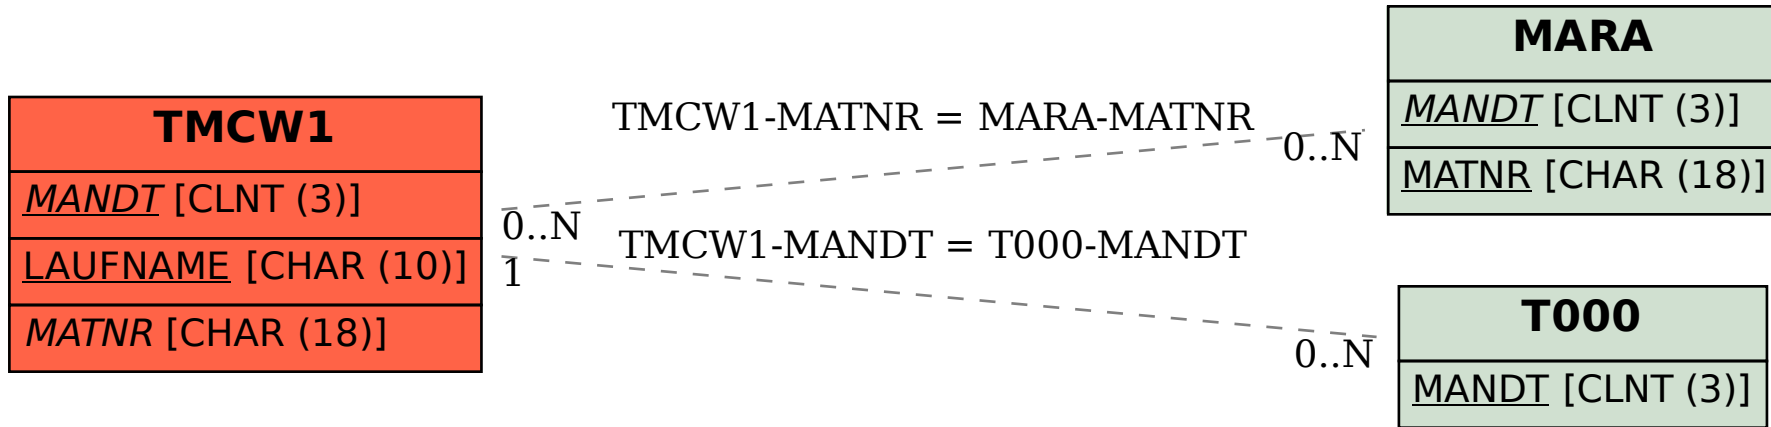 TMCW1
MANDT [CLNT (3)]
LAUFNAME [CHAR (10)]
MATNR [CHAR (18)]
TMCW1-MATNR = MARA-MATNR
0..N
0..N
TMCW1-MANDT = T000-MANDT
1
0..N
MARA
MANDT [CLNT (3)]
MATNR [CHAR (18)]
T000
MANDT [CLNT (3)]